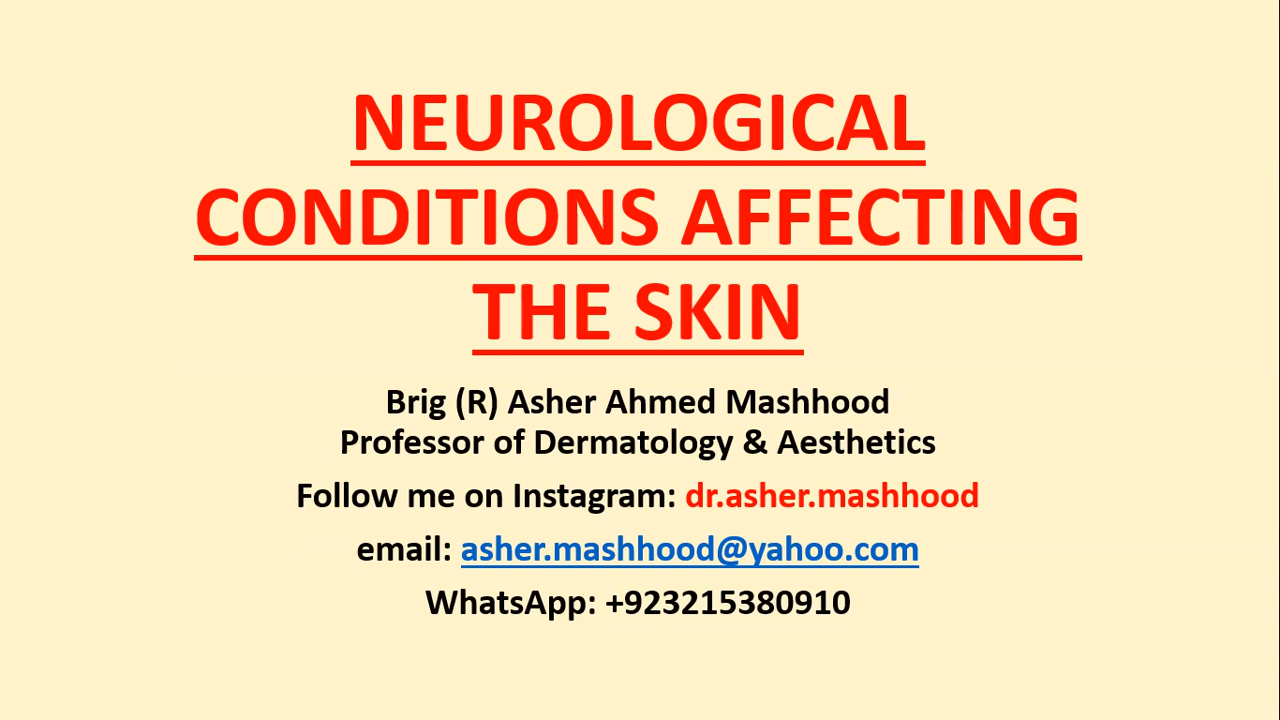 NEUROLOGICAL
CONDITIONS AFFECTING
THE SKIN
Brig (R) Asher Ahmed Mashhood
Professor of Dermatology & Aesthetics
Follow me on Instagram: dr.asher.mashhood
email: asher.mashhood@yahoo.com
WhatsApp: +923215380910